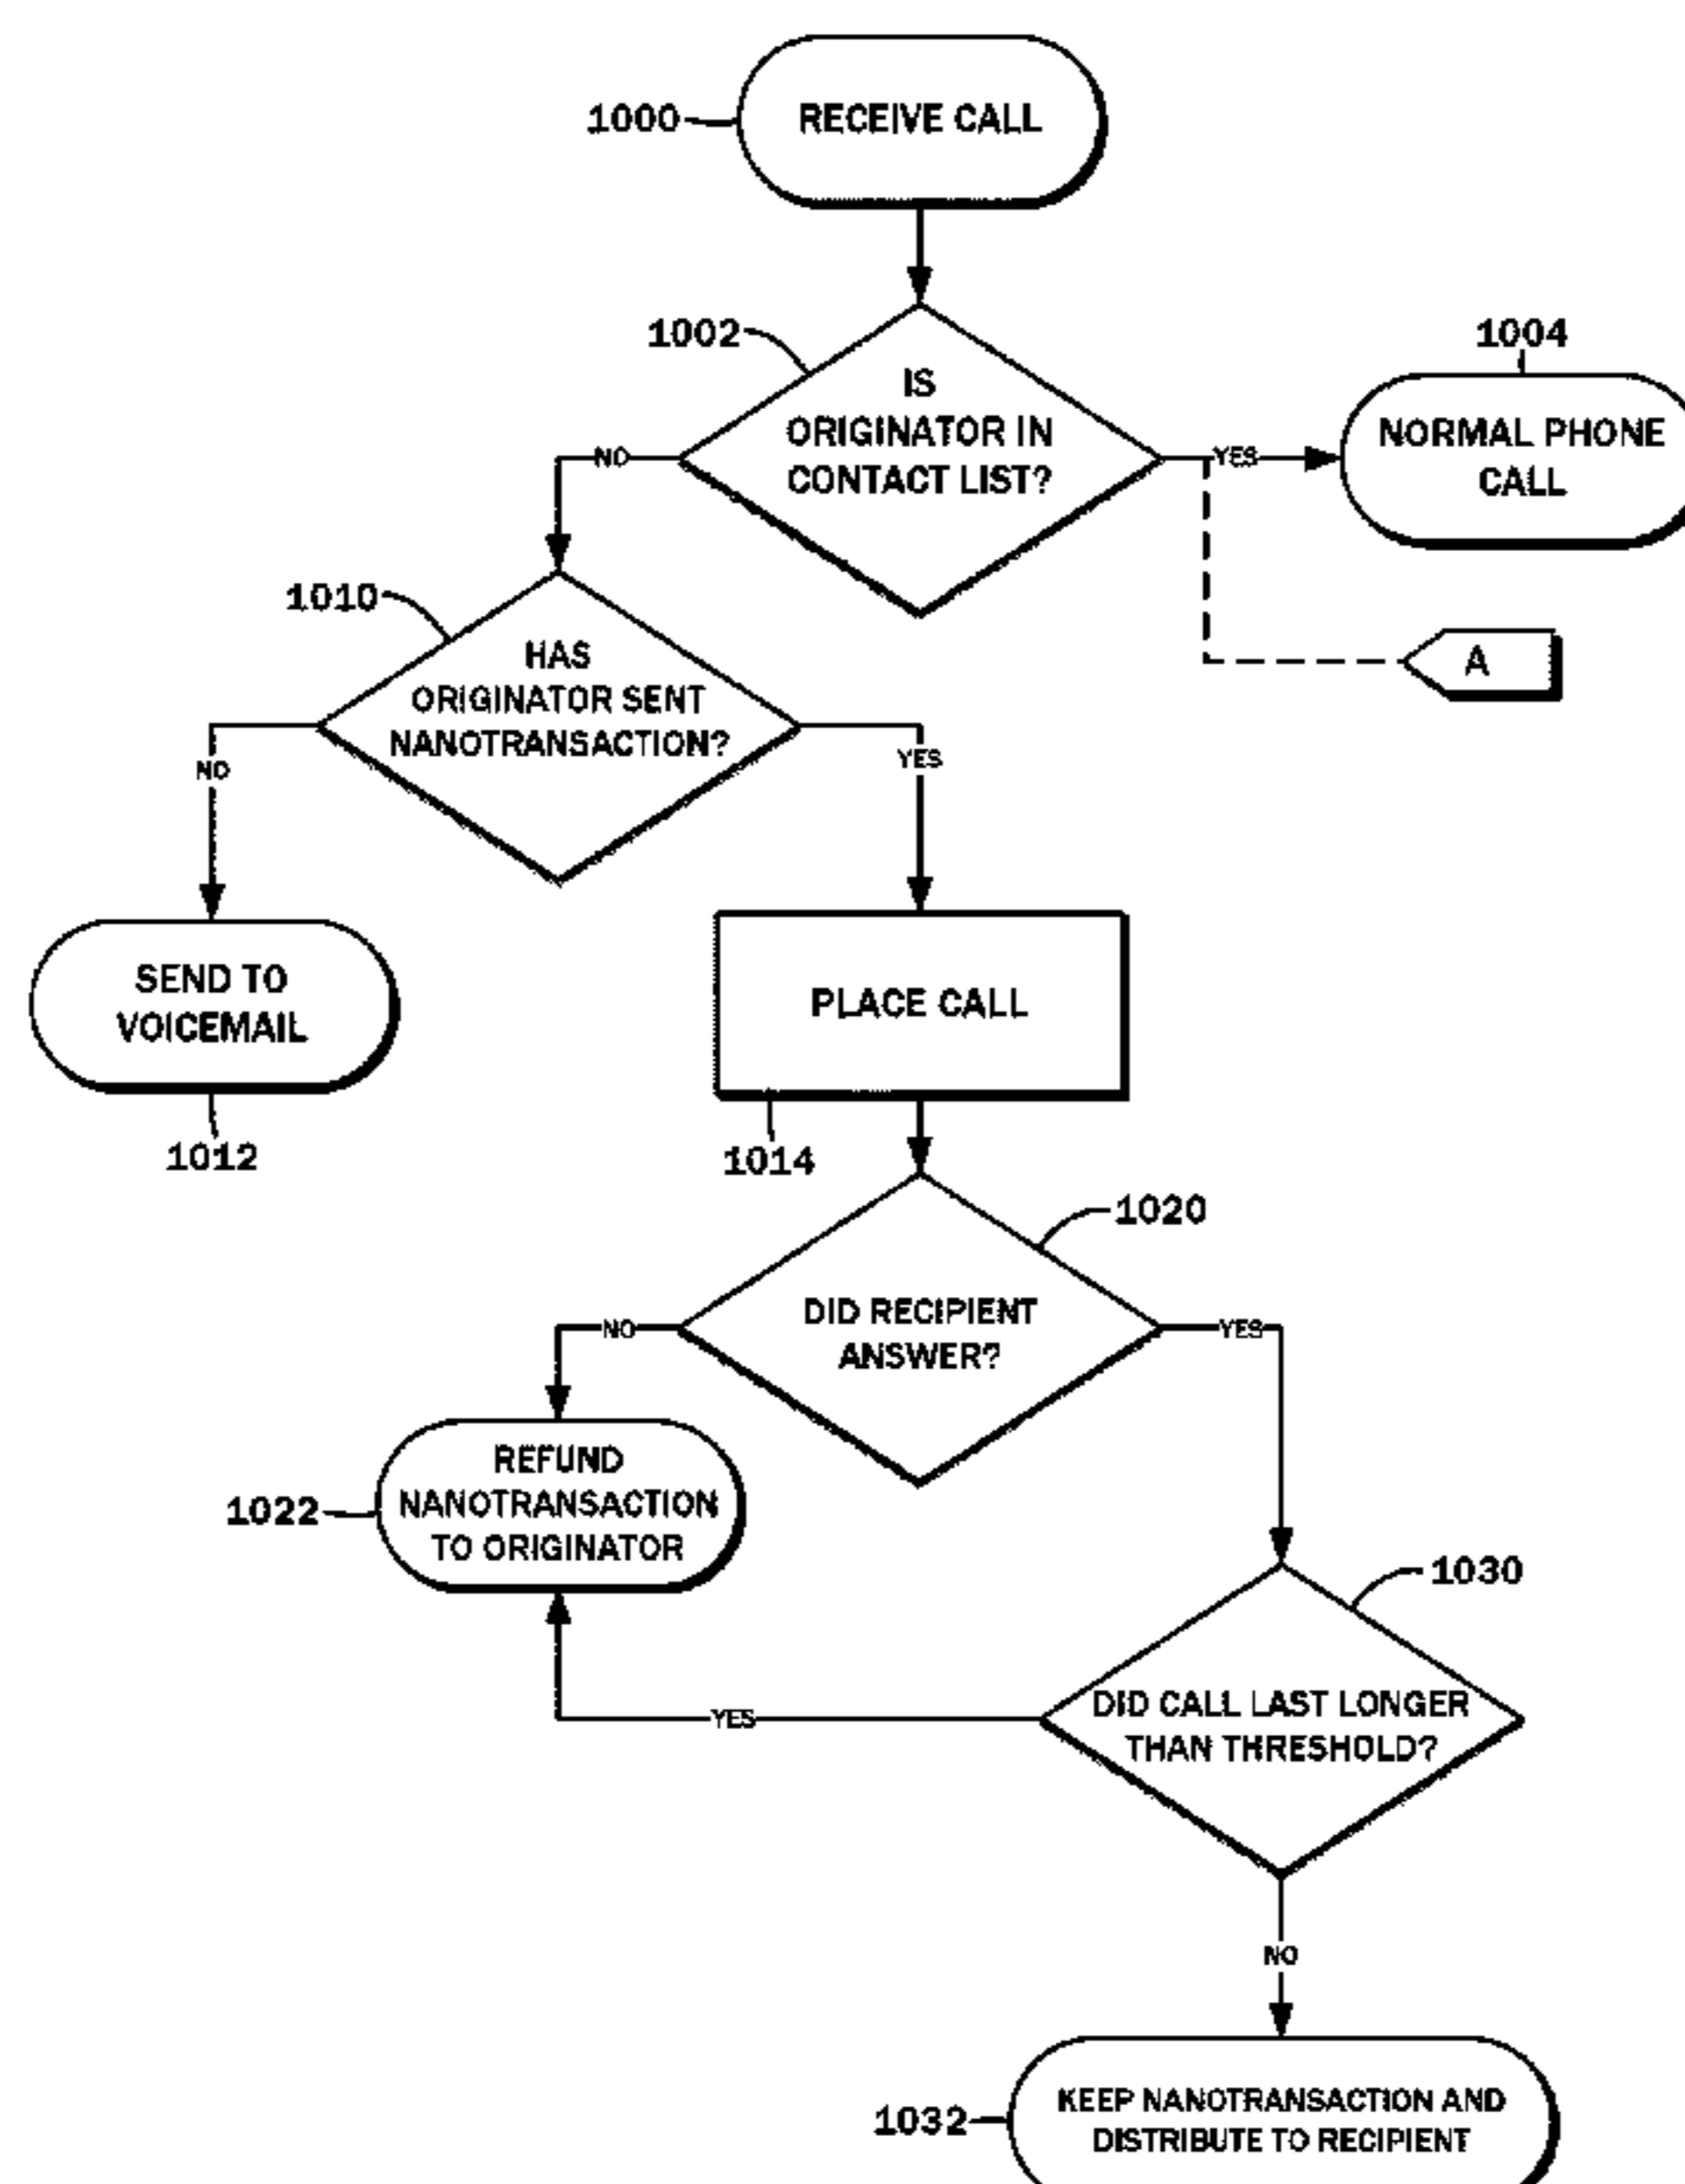 1000
RECEIVE CALL
1002
IS
ORIGINATOR IN
CONTACT LIST?
NO
YES
1004
NORMAL PHONE
CALL
A
1010
HAS
ORIGINATOR SENT
NANOTRANSACTION?
NO
YES
SEND TO
VOICEMAIL
1012
PLACE CALL
1014
1020
DID RECIPIENT
ANSWER?
NO
YES
REFUND
NANOTRANSACTION
TO ORIGINATOR
1022
1030
DID CALL LAST LONGER
THAN THRESHOLD?
YES
NO
1032
KEEP NANOTRANSACTION AND
DISTRIBUTE TO RECIPIENT